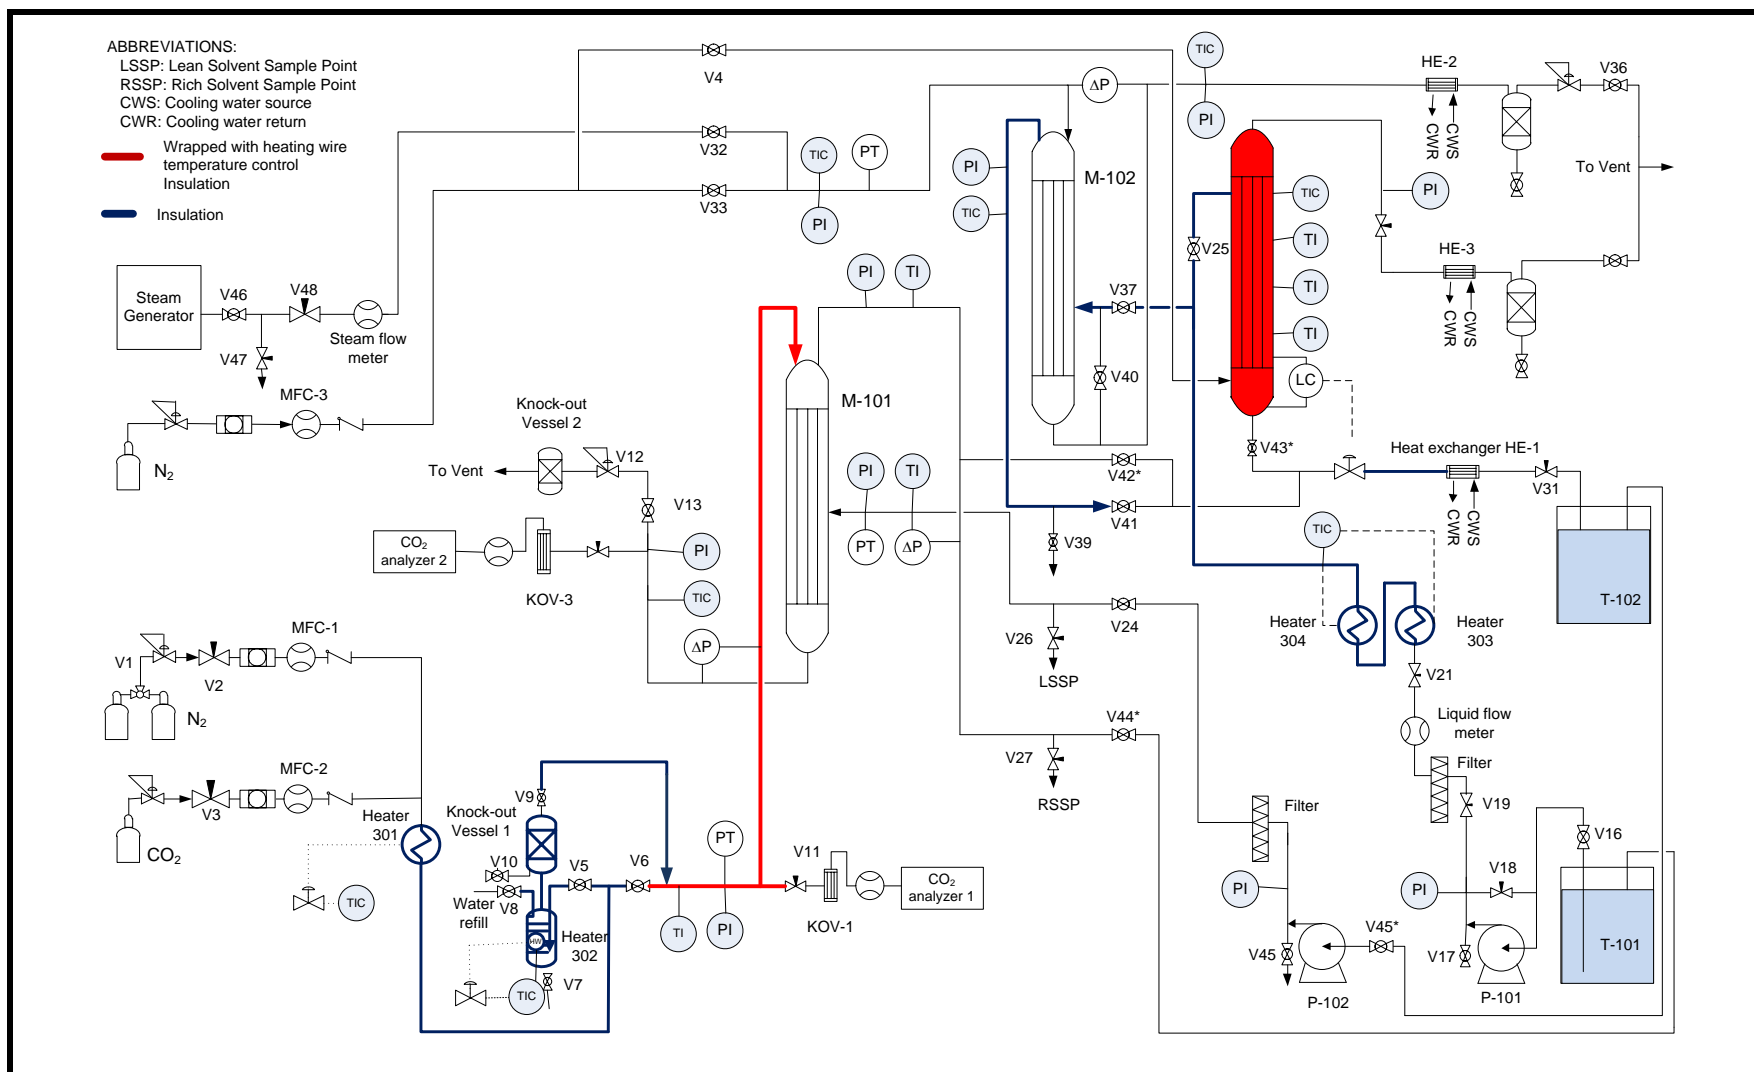 ABBREVIATIONS:
LSSP: Lean Solvent Sample Point
RSSP: Rich Solvent Sample Point
CWS: Cooling water source
CWR: Cooling water return
Wrapped with heating wire
temperature control
Insulation
Insulation
V4
V32
V33
TIC
PI
PT
ΔP
TIC
PI
HE-2
CWR
CWS
V36
To Vent
PI
TIC
M-102
V25
TIC
TI
TI
TI
LC
PI
HE-3
CWR
CWS
Steam
Generator
V46
V48
V47
Steam flow
meter
MFC-3
N2
PI
TI
V37
V40
M-101
Knock-out
Vessel 2
V12
To Vent
V13
CO2
analyzer 2
KOV-3
PI
TIC
ΔP
PI
TI
PT
ΔP
V42*
V41
V39
V43*
Heat exchanger HE-1
CWR
CWS
V31
T-102
TIC
Heater
304
Heater
303
V26
LSSP
V24
V21
Liquid flow
meter
V44*
V27
RSSP
Filter
V19
V16
V18
PI
V17
P-101
T-101
Filter
PI
V45
V45*
P-102
V1
N2
V2
MFC-1
MFC-2
V3
CO2
Heater
301
TIC
Knock-out
Vessel 1
V9
V10
V8
Water
refill
V5
V6
HW
Heater
302
TIC
V7
TI
PT
PI
V11
KOV-1
CO2
analyzer 1